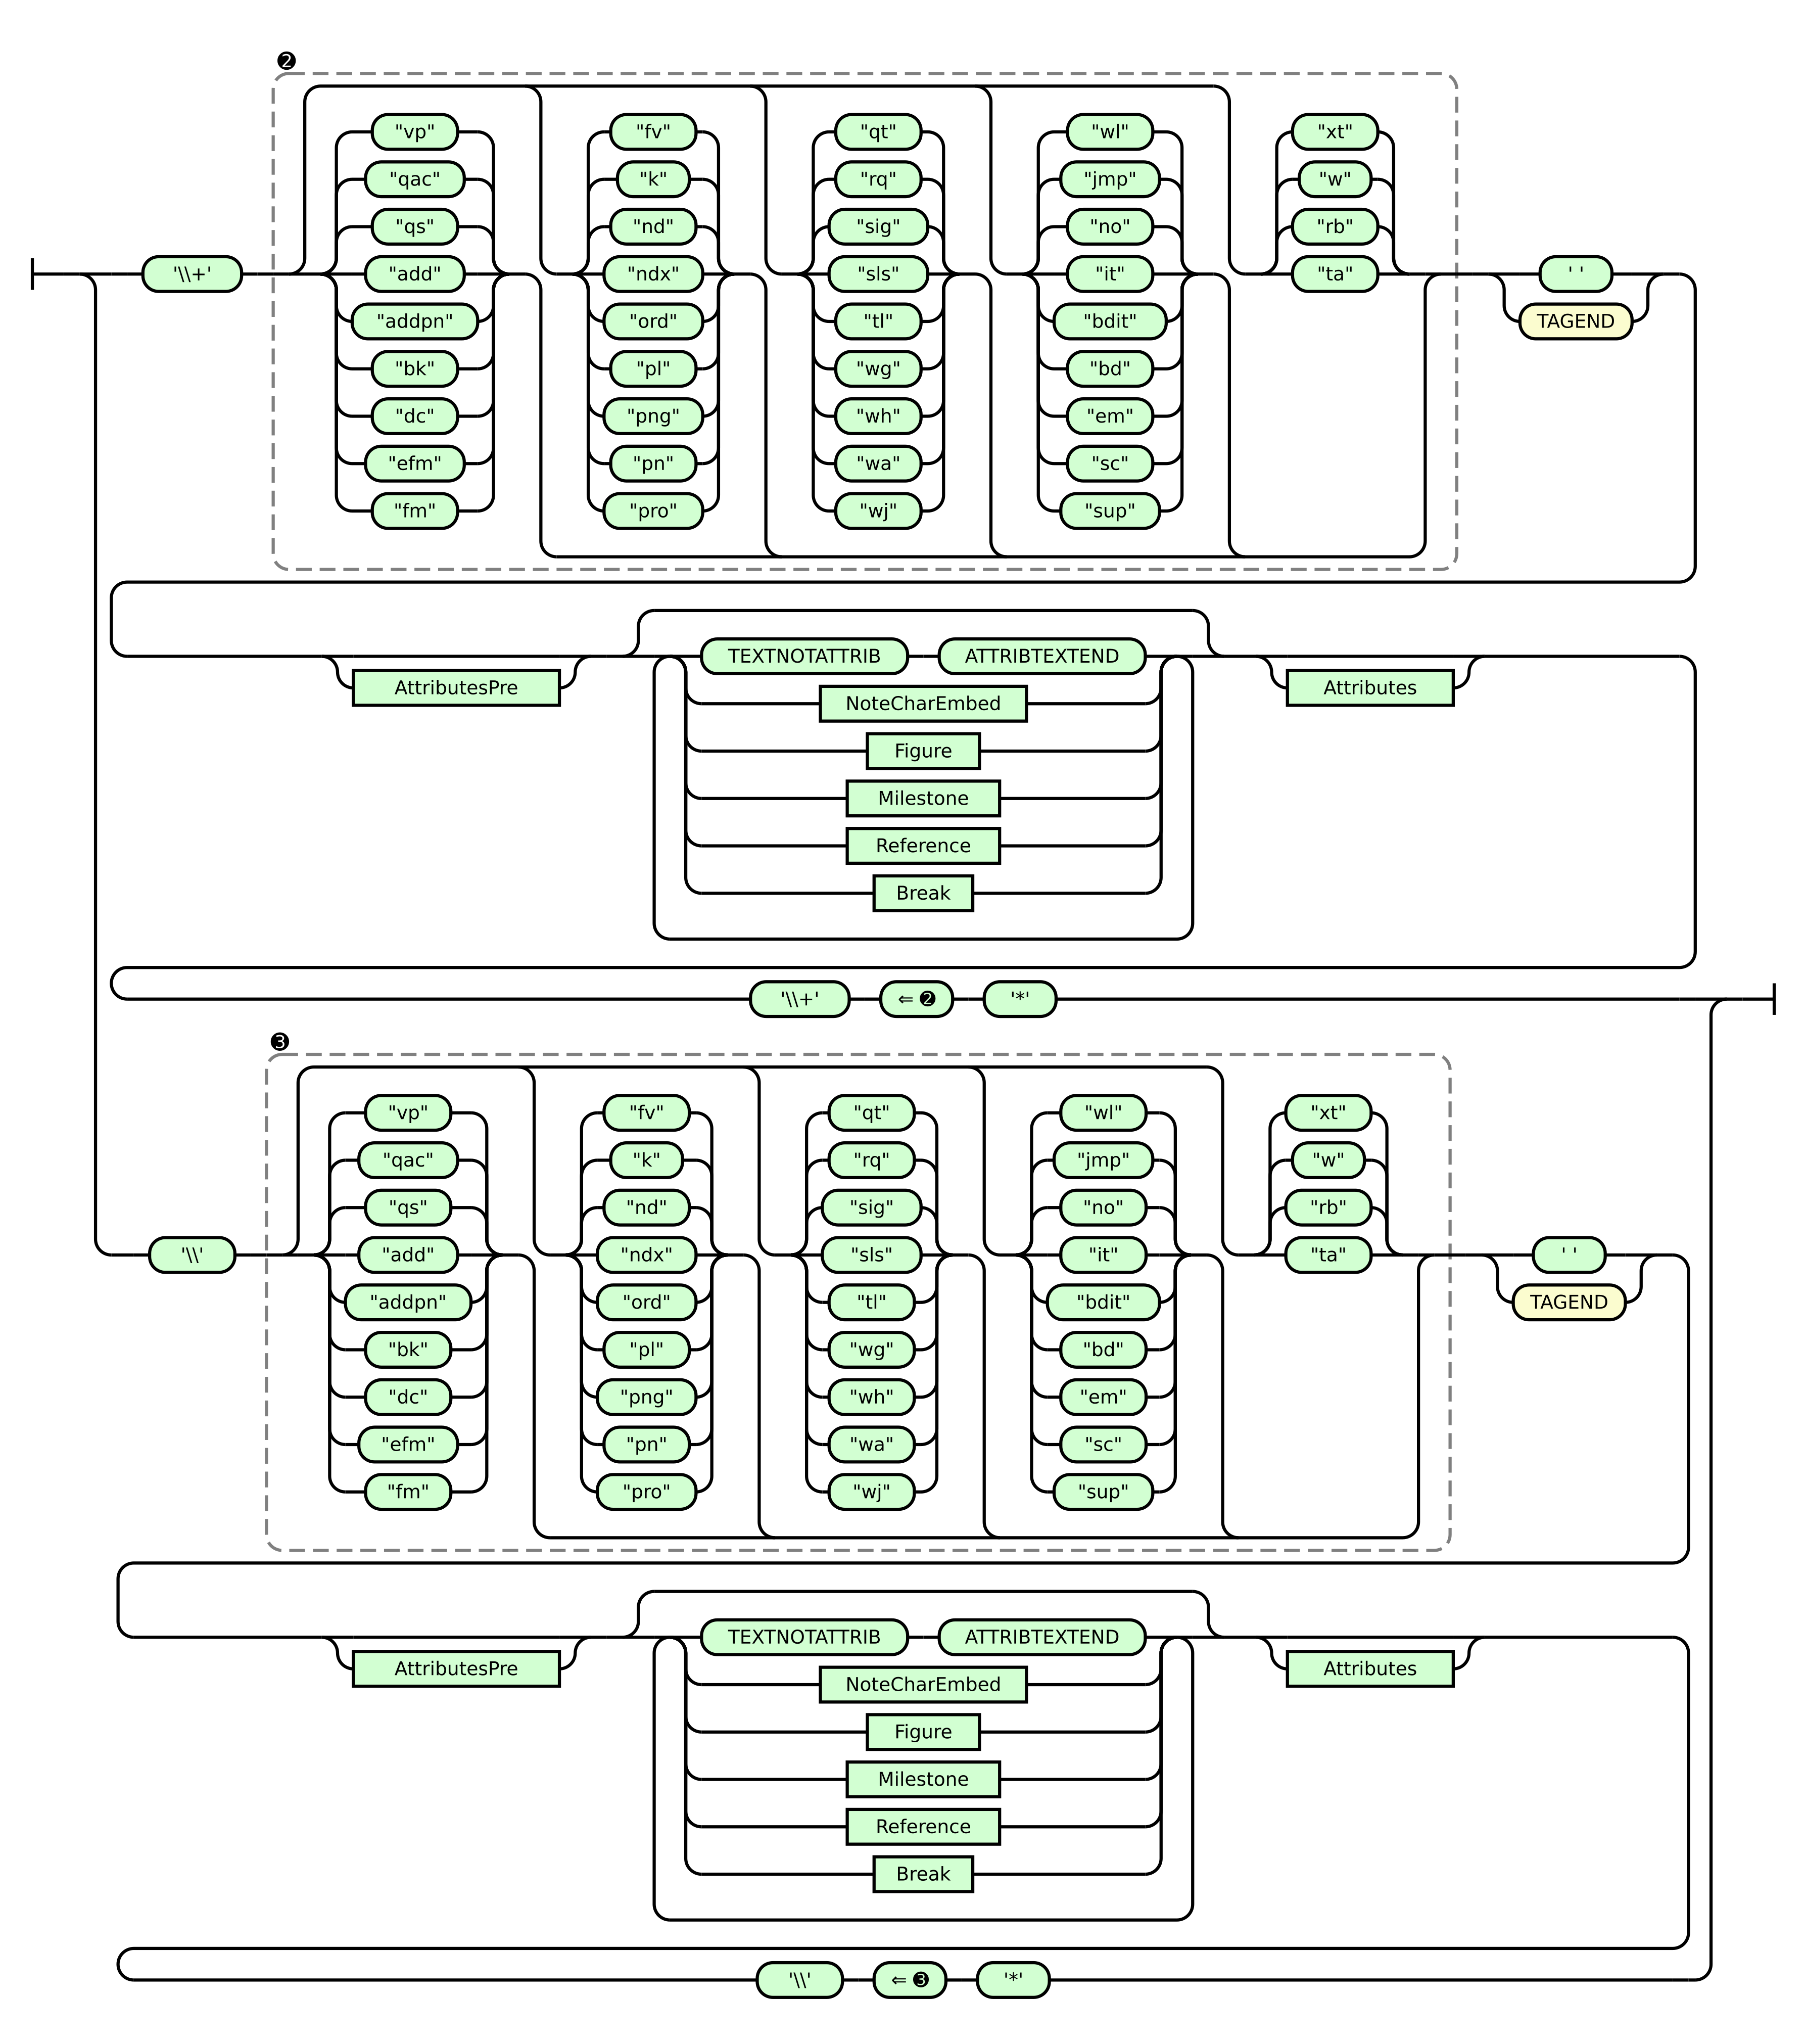 ❷
"vp" "fv" "qt" "wl" "xt"
"qac" "k" "rq" "jmp" "w"
"qs" "nd" "sig" "no" "rb"
'\\+' "add" "ndx" "sls" "it" "ta" ' '
"addpn" "ord" "tl" "bdit" TAGEND
"bk" "pl" "wg" "bd"
"dc" "png" "wh" "em"
"efm" "pn" "wa" "sc"
"fm" "pro" "wj" "sup"
TEXTNOTATTRIB ATTRIBTEXTEND
AttributesPre Attributes
NoteCharEmbed
Figure
Milestone
Reference
Break
'\\+' ⇐ ❷ '*'
❸
"vp" "fv" "qt" "wl" "xt"
"qac" "k" "rq" "jmp" "w"
"qs" "nd" "sig" "no" "rb"
'\\' "add" "ndx" "sls" "it" "ta" ' '
"addpn" "ord" "tl" "bdit" TAGEND
"bk" "pl" "wg" "bd"
"dc" "png" "wh" "em"
"efm" "pn" "wa" "sc"
"fm" "pro" "wj" "sup"
TEXTNOTATTRIB ATTRIBTEXTEND
AttributesPre Attributes
NoteCharEmbed
Figure
Milestone
Reference
Break
'\\' ⇐ ❸ '*'